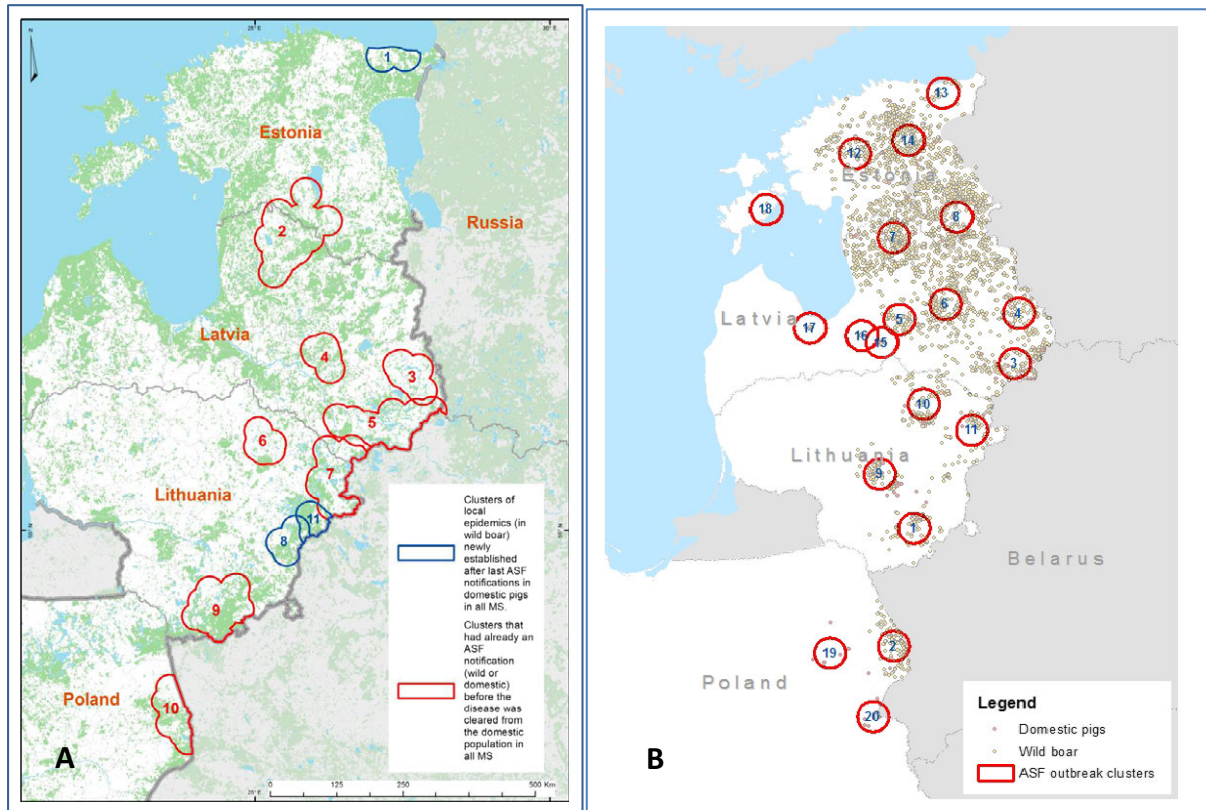 N
25° E
30° E
1
Estonia
Russia
2
Latvia
4
3
5
6
7
Lithuania
11
8
9
Poland
10
Clusters of
local
epidemics (in
wild boar)
newly
established
after last ASF
notifications in
domestic pigs
in all MS.
Clusters that
had already an
ASF
notification
(wild or
domestic)
before the
disease was
cleared from
the domestic
population in
all MS
A
0
125
250
500 Km
25° E
13
14
12
Estonia
18
8
7
6
4
Latvia
17
16
5
15
3
10
11
Lithuania
9
1
Belarus
2
19
Poland
20
Legend
Domestic pigs
Wild boar
ASF outbreak clusters
B